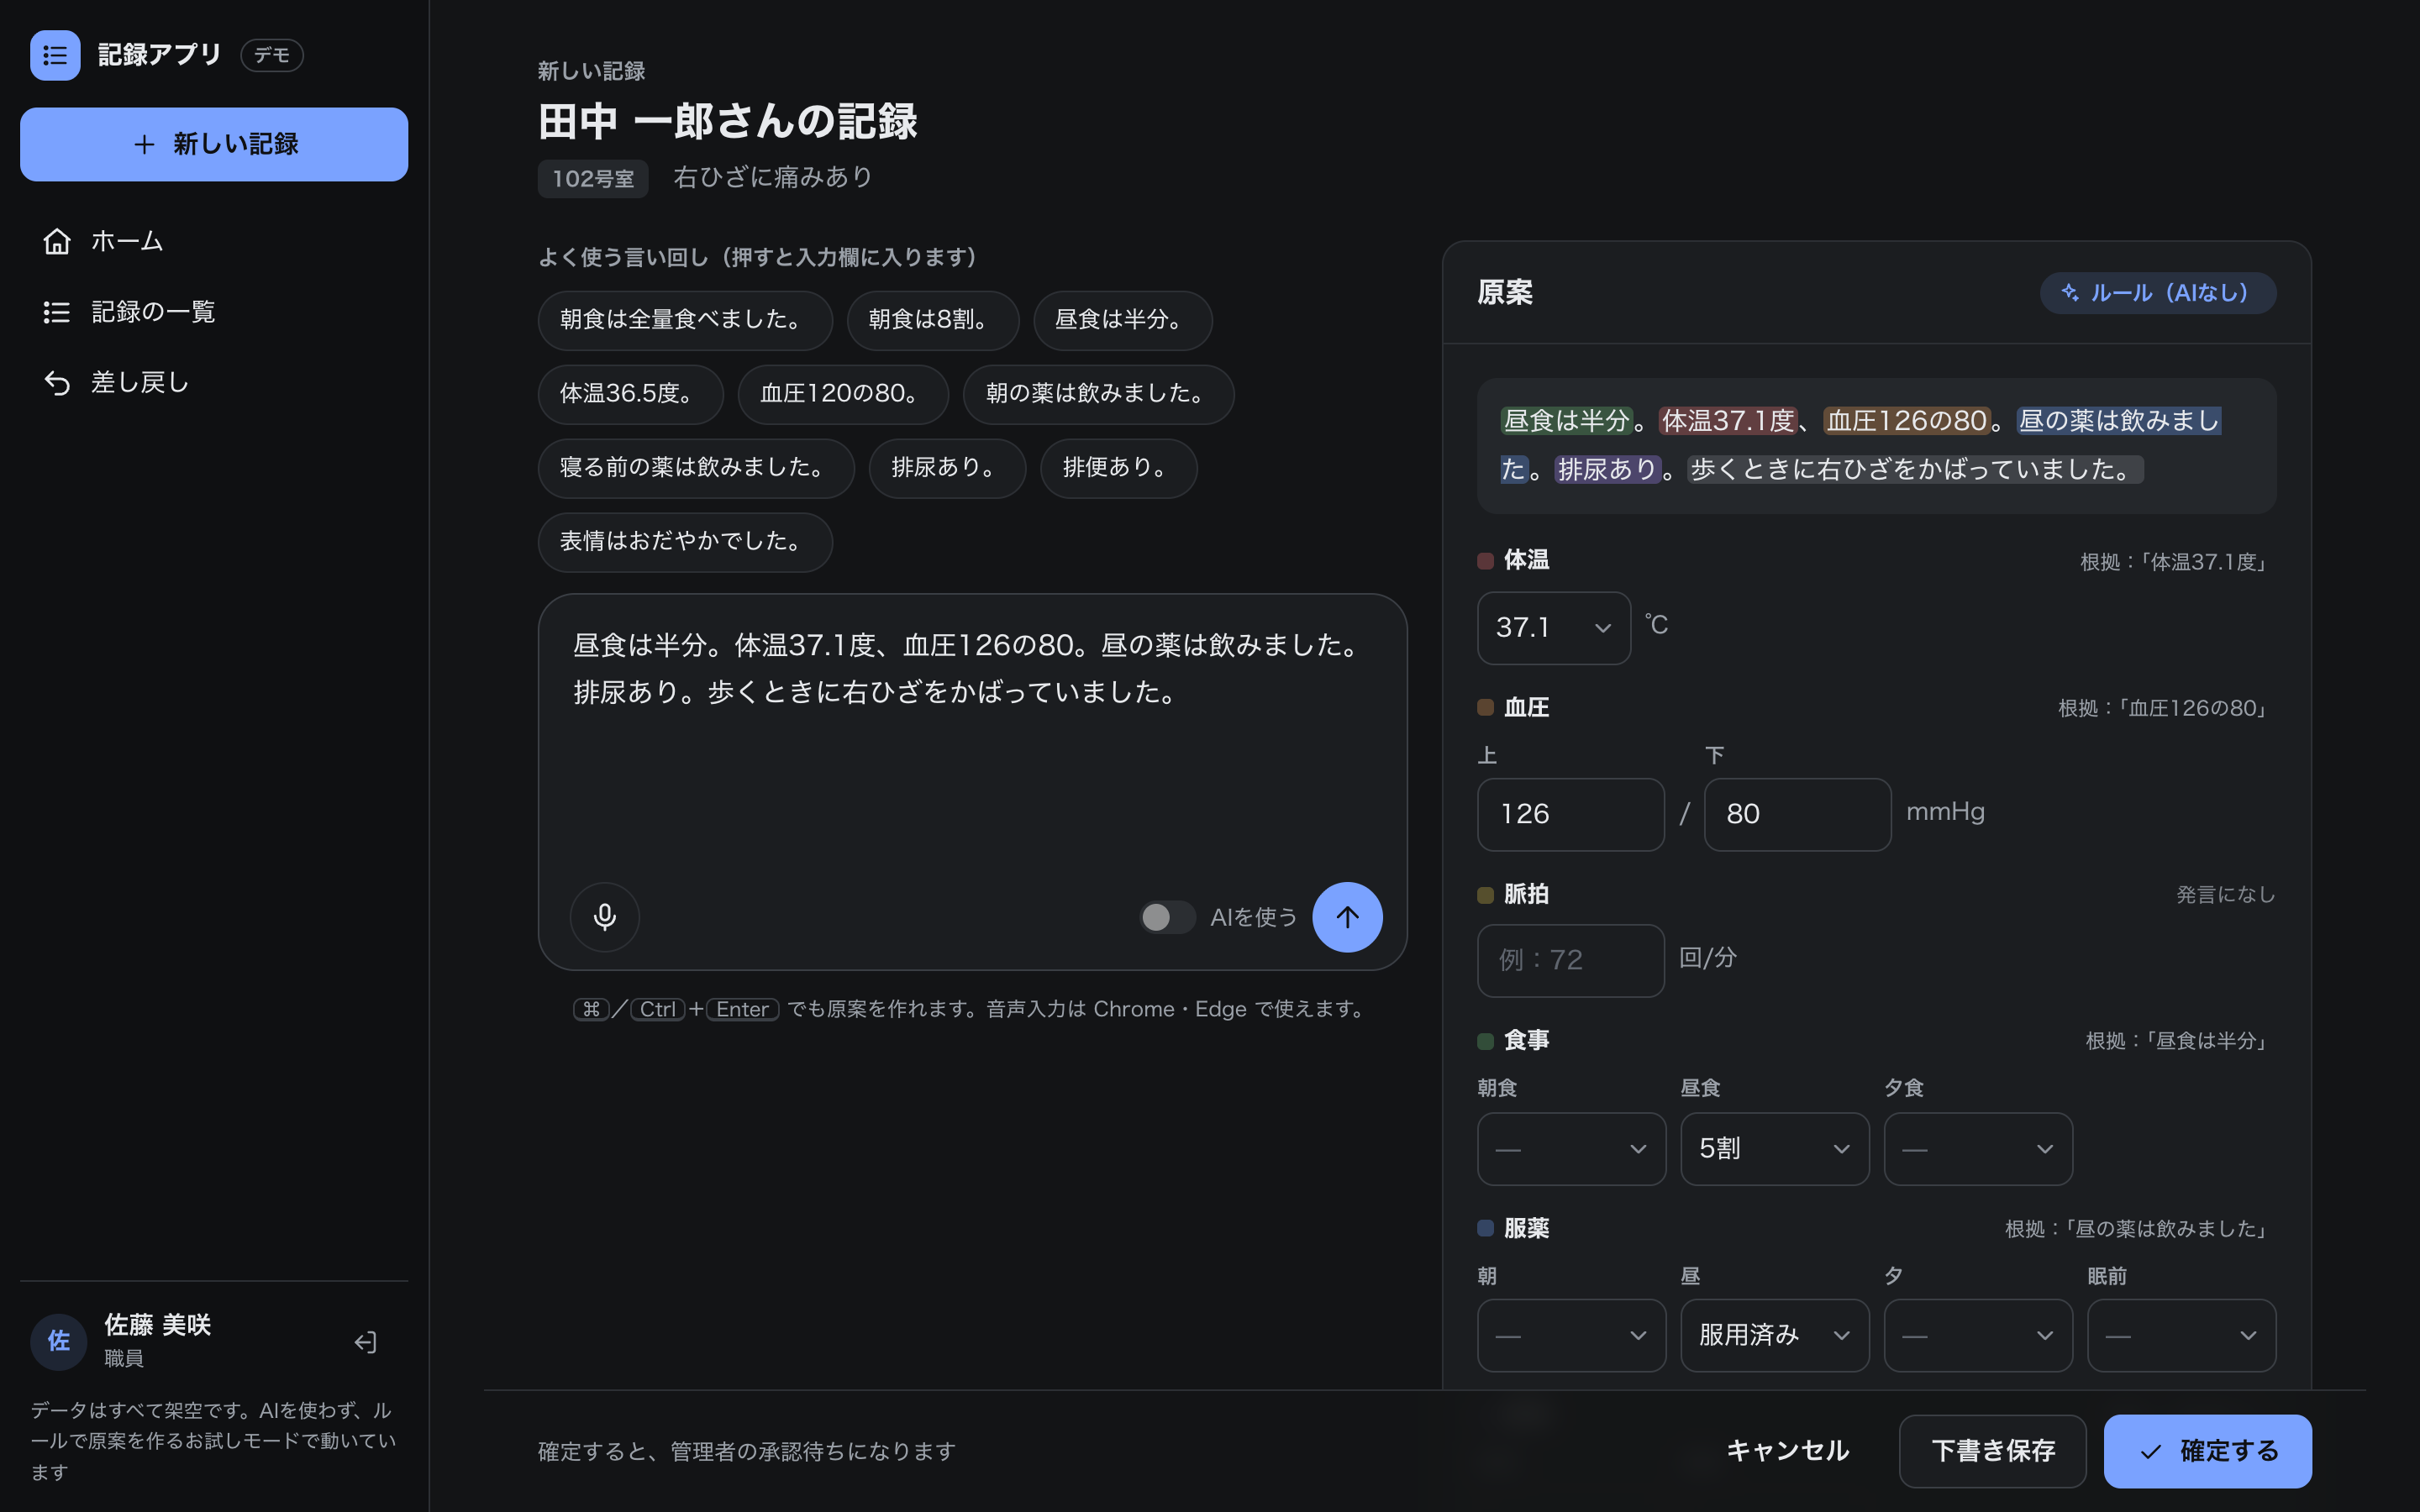 記録アプリ デモ
新しい記録
ホーム
記録の一覧
差し戻し
佐藤 美咲
佐
職員
データはすべて架空です。AIを使わず、ル
ールで原案を作るお試しモードで動いてい
ます
新しい記録
田中 一郎さんの記録
102号室 右ひざに痛みあり
よく使う言い回し（押すと入力欄に入ります）
朝食は全量食べました。 朝食は8割。 昼食は半分。
体温36.5度。 血圧120の80。 朝の薬は飲みました。
寝る前の薬は飲みました。 排尿あり。 排便あり。
表情はおだやかでした。
昼食は半分。体温37.1度、血圧126の80。昼の薬は飲みました。
排尿あり。歩くときに右ひざをかばっていました。
AIを使う
⌘／Ctrl＋Enter でも原案を作れます。音声入力は Chrome・Edge で使えます。
原案 ルール（AIなし）
昼食は半分。体温37.1度、血圧126の80。昼の薬は飲みまし
た。排尿あり。歩くときに右ひざをかばっていました。
体温 根拠：「体温37.1度」
37.1 ℃
血圧 根拠：「血圧126の80」
上 下
126 / 80 mmHg
脈拍 発言になし
例：72 回/分
食事 根拠：「昼食は半分」
朝食 昼食 夕食
— 5割 —
服薬 根拠：「昼の薬は飲みました」
朝 昼 夕 眠前
— 服用済み — —
確定すると、管理者の承認待ちになります
キャンセル 下書き保存 確定する